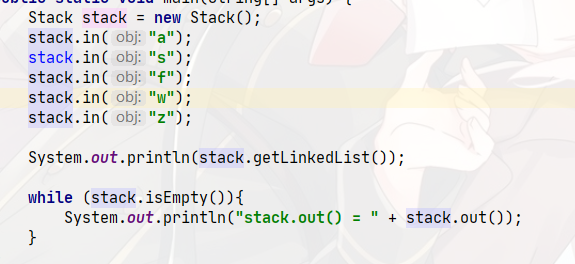 public static void main(String[] args) {
Stack stack = new Stack();
stack.in( obj: "a");
stack.in( obj: "s");
stack.in( obj: "f");
stack.in( obj: "w");
stack.in( obj: "z");
System.out.println(stack.getLinkedList());
while (stack.isEmpty()){
System.out.println("stack.out() = " + stack.out());
}